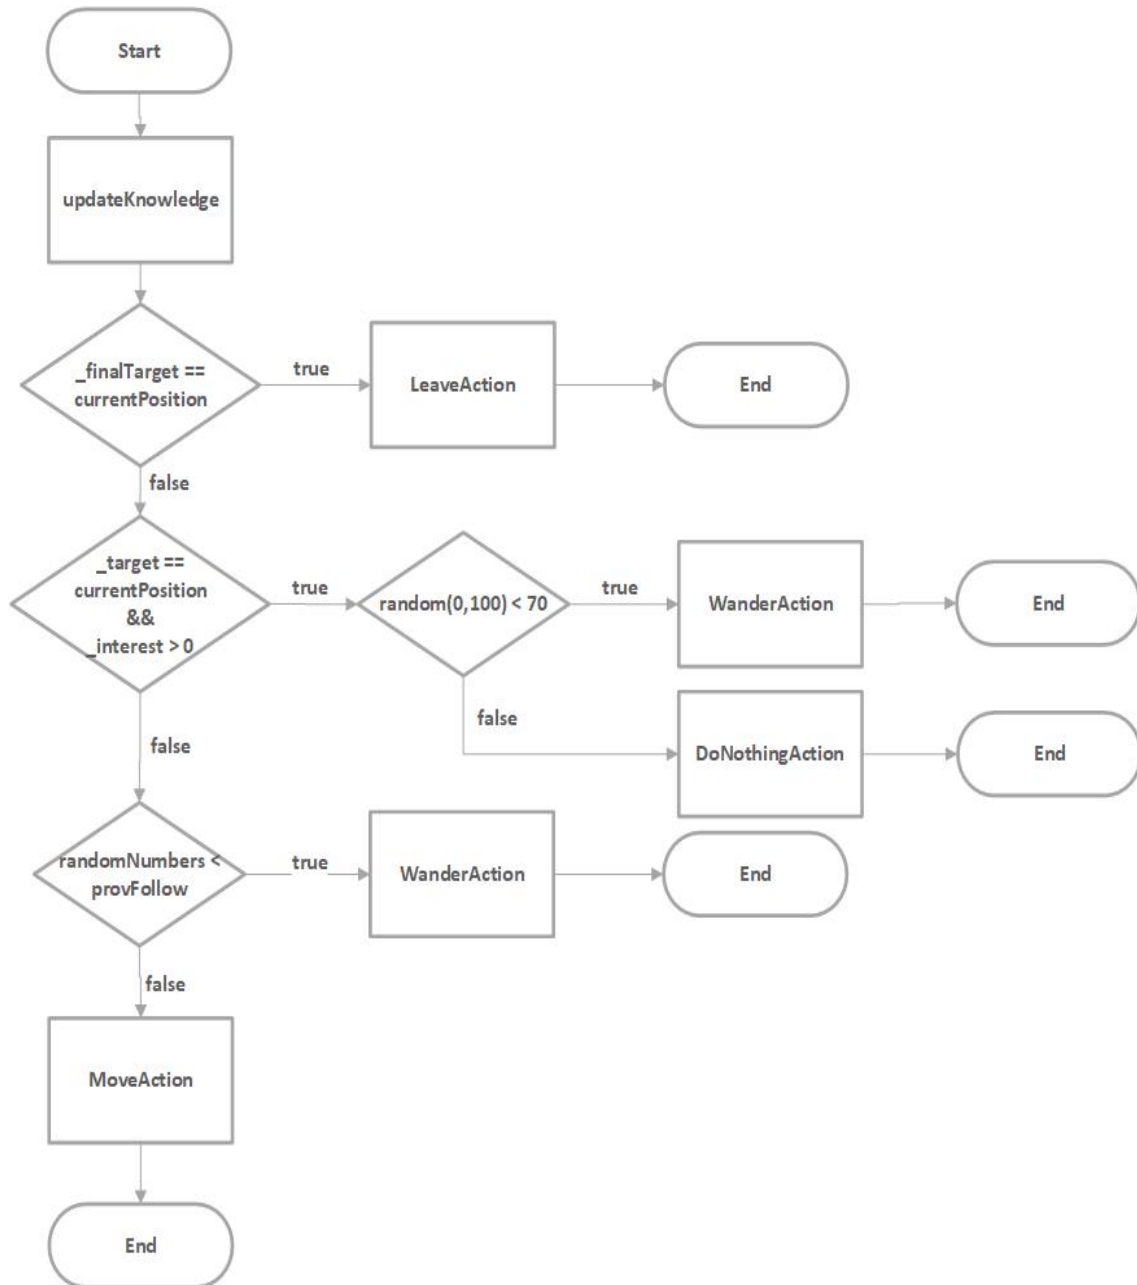 Start
updateKnowledge
_finalTarget ==
currentPosition
true
LeaveAction
End
false
_target ==
currentPosition
&&
_interest > 0
true
random(0,100) < 70
true
WanderAction
End
false
DoNothingAction
End
false
randomNumbers <
provFollow
true
WanderAction
End
false
MoveAction
End